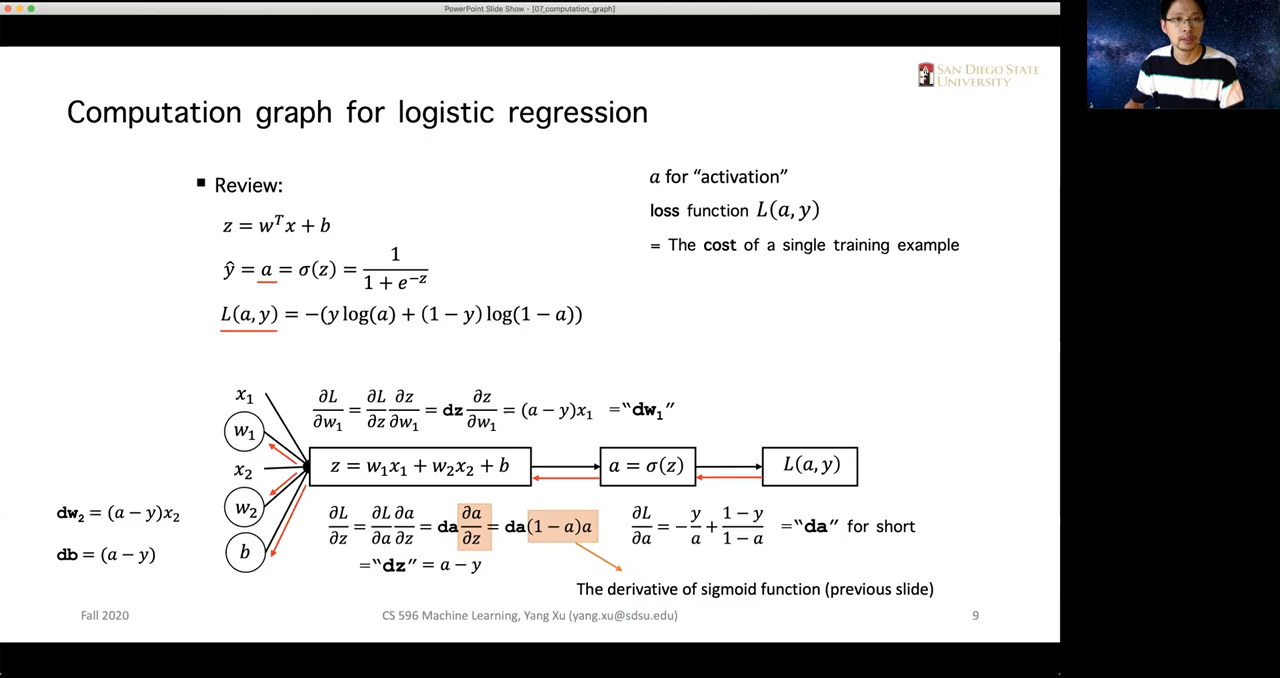 PowerPoint Slide Show - [07_computation_graph]
SAN DIEGO STATE
UNIVERSITY
Computation graph for logistic regression
▪ Review:
z = wᵀx + b
ŷ = a = σ(z) = 1 / (1 + e⁻ᶻ)
L(a, y) = −(y log(a) + (1 − y) log(1 − a))
a for “activation”
loss function L(a, y)
= The cost of a single training example
x₁
w₁
x₂
w₂
b
∂L/∂w₁ = ∂L/∂z ∂z/∂w₁ = dz ∂z/∂w₁ = (a − y)x₁ =“dw₁”
z = w₁x₁ + w₂x₂ + b
a = σ(z)
L(a, y)
dw₂ = (a − y)x₂
db = (a − y)
∂L/∂z = ∂L/∂a ∂a/∂z = da ∂a/∂z = da(1 − a)a
=“dz” = a − y
∂L/∂a = −y/a + (1 − y)/(1 − a) =“da” for short
The derivative of sigmoid function (previous slide)
Fall 2020
CS 596 Machine Learning, Yang Xu (yang.xu@sdsu.edu)
9